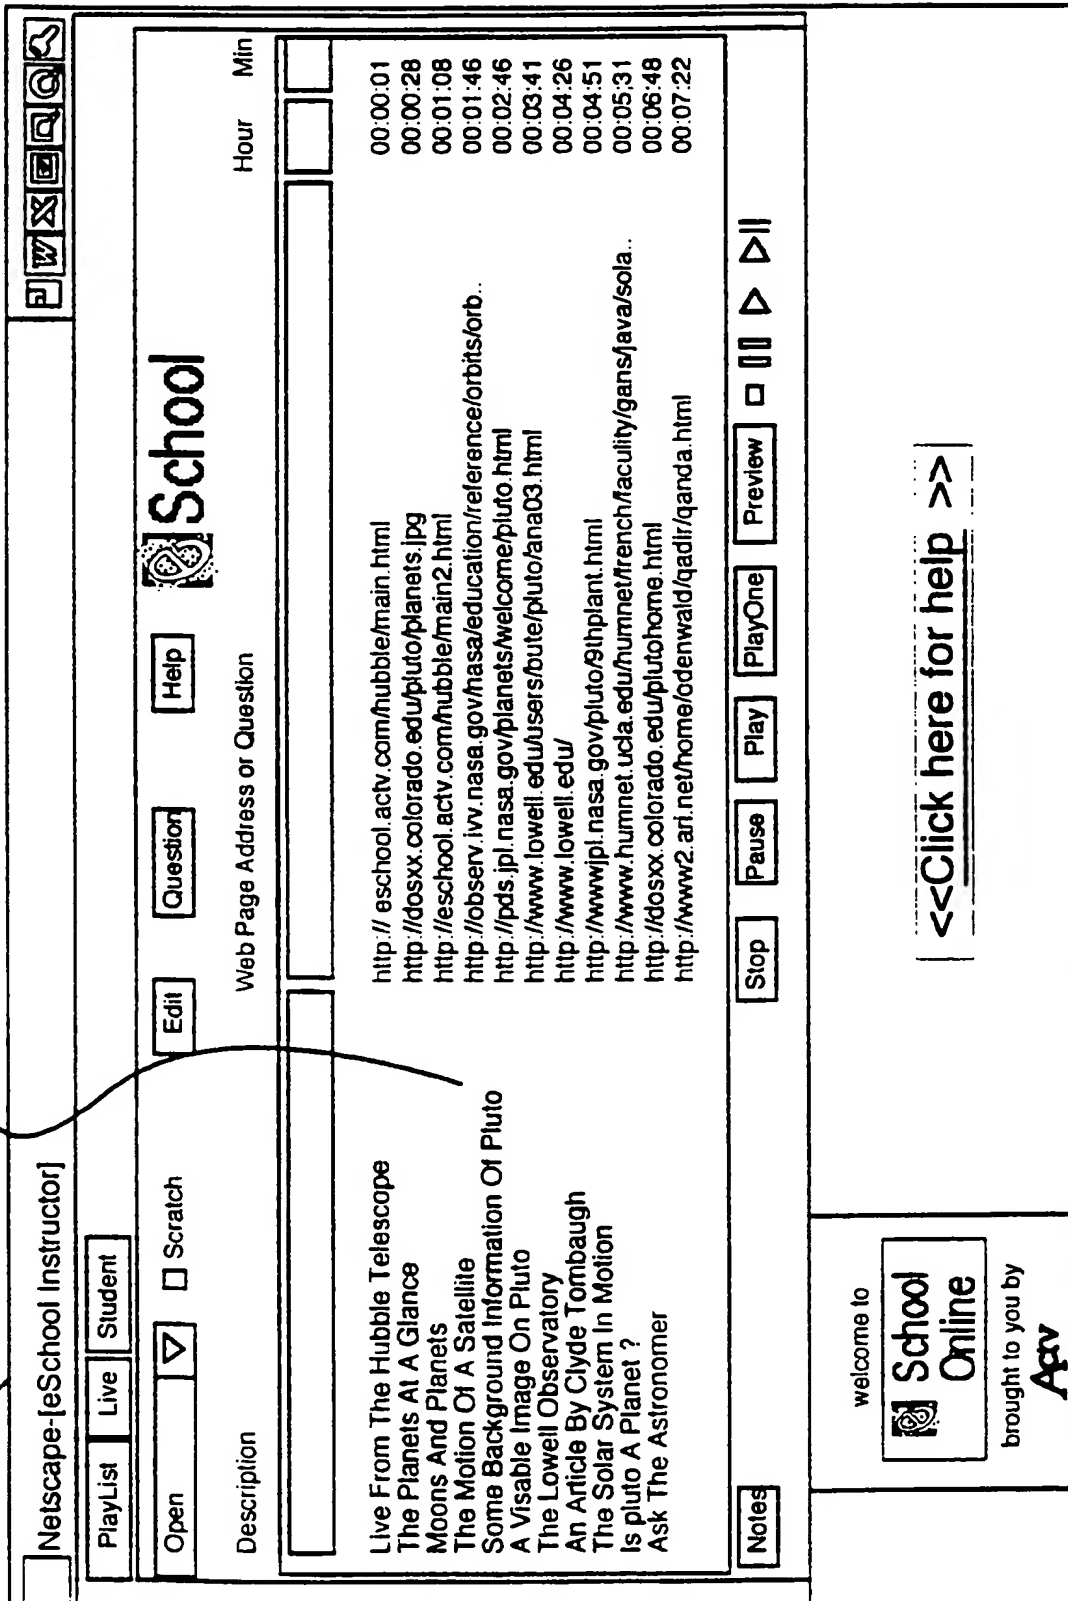 Netscape-[eSchool Instructor]
PlayList Live Student
Open Scratch Edit Question Help School
Description Web Page Address or Question Hour Min
Live From The Hubble Telescope http:// eschool.actv.com/hubble/main.html 00:00:01
The Planets At A Glance http://dosxx.colorado.edu/pluto/planets.jpg 00:00:28
Moons And Planets http://eschool.actv.com/hubble/main2.html 00:01:08
The Motion Of A Satellite http://observ.ivv.nasa.gov/nasa/education/reference/orbits/orb.. 00:01:46
Some Background Information Of Pluto http://pds.jpl.nasa.gov/planets/welcome/pluto.html 00:02:46
A Visable Image On Pluto http://www.lowell.edu/users/bute/pluto/ana03.html 00:03:41
The Lowell Observatory http://www.lowell.edu/ 00:04:26
An Article By Clyde Tombaugh http://wwwjpl.nasa.gov/pluto/9thplant.html 00:04:51
The Solar System In Motion http://www.humnet.ucla.edu/humnet/french/faculity/gans/java/sola.. 00:05;31
Is pluto A Planet ? http://dosxx.colorado.edu/plutohome.html 00:06:48
Ask The Astronomer http://www2.ari.net/home/odenwald/qadir/qanda.html 00:07:22
Notes Stop Pause Play PlayOne Preview
welcome to
School
Online
brought to you by
Actv
<<Click here for help >>